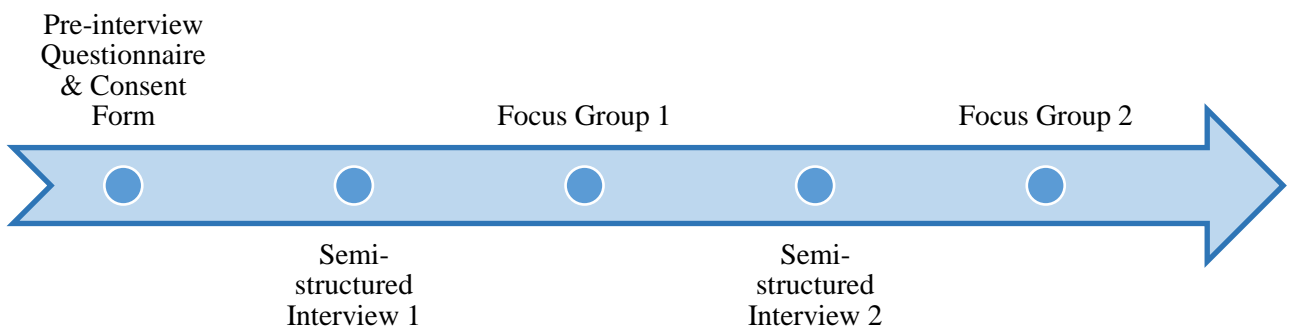 Pre-interview
Questionnaire
& Consent
Form
Semi-
structured
Interview 1
Focus Group 1
Semi-
structured
Interview 2
Focus Group 2